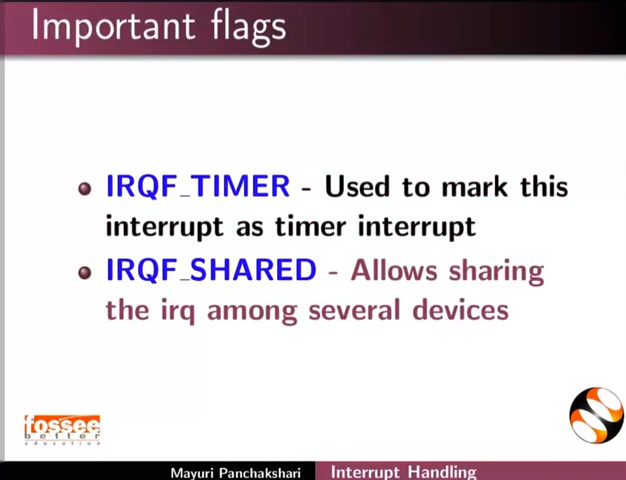 Important flags
IRQF_TIMER - Used to mark this
interrupt as timer interrupt
IRQF_SHARED - Allows sharing
the irq among several devices
fossee
better
education
Mayuri Panchakshari Interrupt Handling